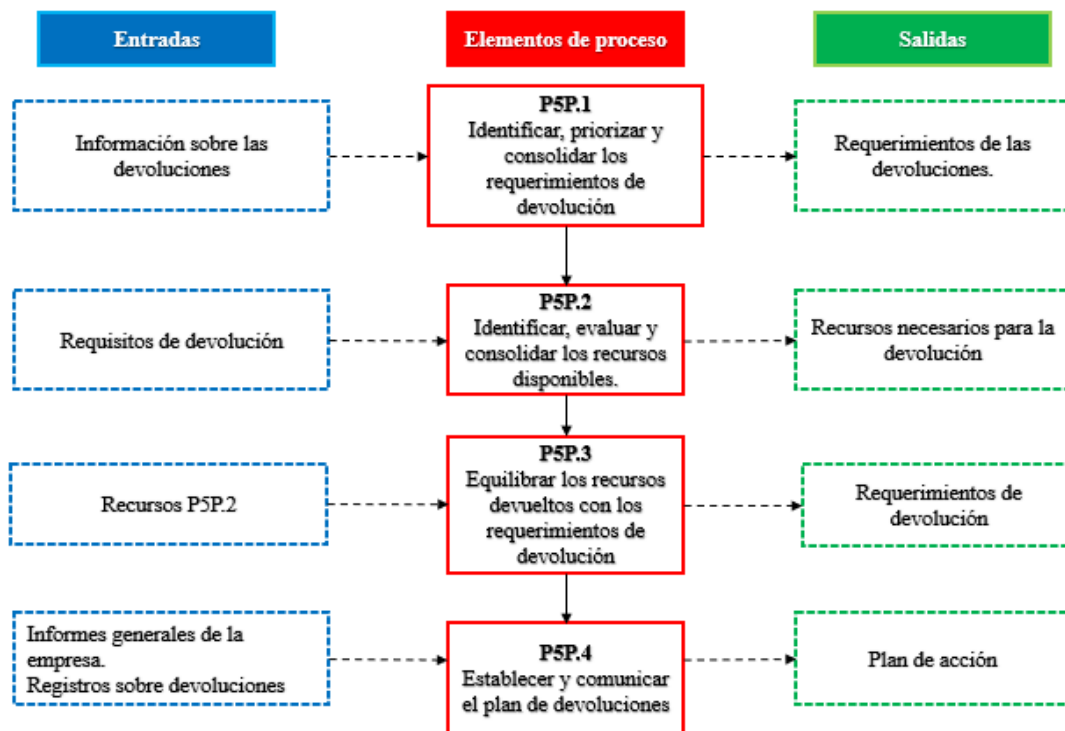 Entradas
Elementos de proceso
Salidas
Información sobre las
devoluciones
P5P.1
Identificar, priorizar y
consolidar los
requerimientos de
devolución
Requerimientos de las
devoluciones.
Requisitos de devolución
P5P.2
Identificar, evaluar y
consolidar los recursos
disponibles.
Recursos necesarios para la
devolución
Recursos P5P.2
P5P.3
Equilibrar los recursos
devueltos con los
requerimientos de
devolución
Requerimientos de
devolución
Informes generales de la
empresa.
Registros sobre devoluciones
P5P.4
Establecer y comunicar
el plan de devoluciones
Plan de acción